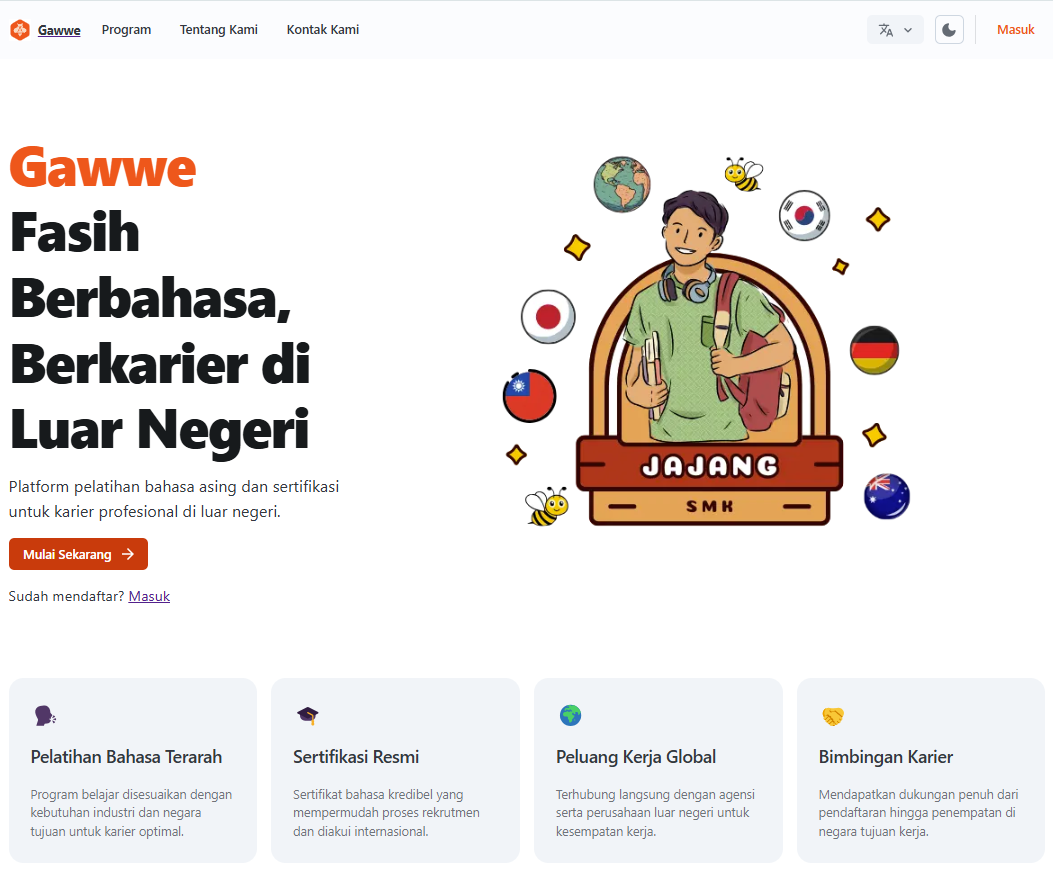 Gawwe Program Tentang Kami Kontak Kami Masuk
Gawwe
Fasih
Berbahasa,
Berkarier di
Luar Negeri
Platform pelatihan bahasa asing dan sertifikasi
untuk karier profesional di luar negeri.
Mulai Sekarang →
Sudah mendaftar? Masuk
JAJANG
SMK
Pelatihan Bahasa Terarah
Program belajar disesuaikan dengan
kebutuhan industri dan negara
tujuan untuk karier optimal.
Sertifikasi Resmi
Sertifikat bahasa kredibel yang
mempermudah proses rekrutmen
dan diakui internasional.
Peluang Kerja Global
Terhubung langsung dengan agensi
serta perusahaan luar negeri untuk
kesempatan kerja.
Bimbingan Karier
Mendapatkan dukungan penuh dari
pendaftaran hingga penempatan di
negara tujuan kerja.